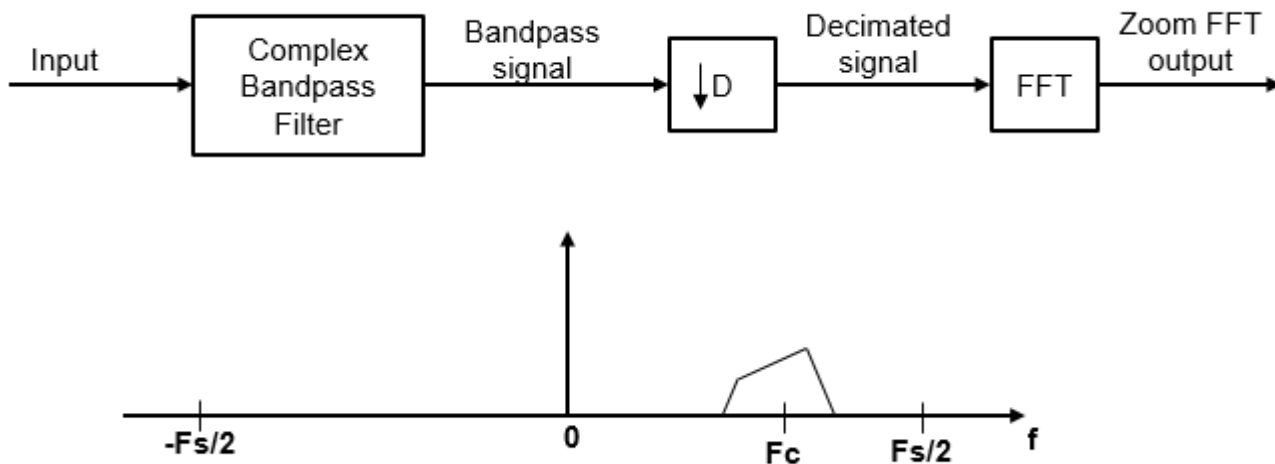 Input
Complex
Bandpass
Filter
Bandpass
signal
↓D
Decimated
signal
FFT
Zoom FFT
output
-Fs/2
0
Fc
Fs/2
f